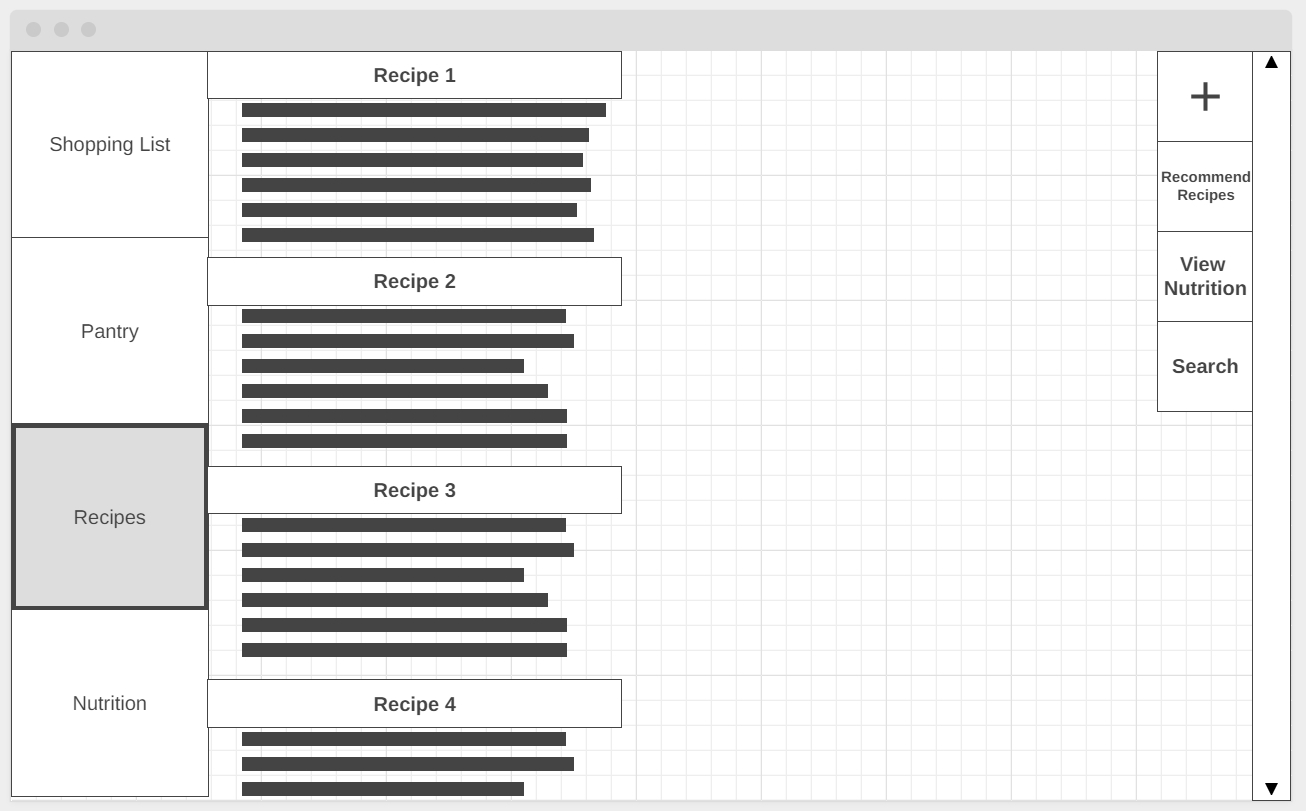 Shopping List
Pantry
Recipes
Nutrition
Recipe 1
Recipe 2
Recipe 3
Recipe 4
+
Recommend
Recipes
View
Nutrition
Search